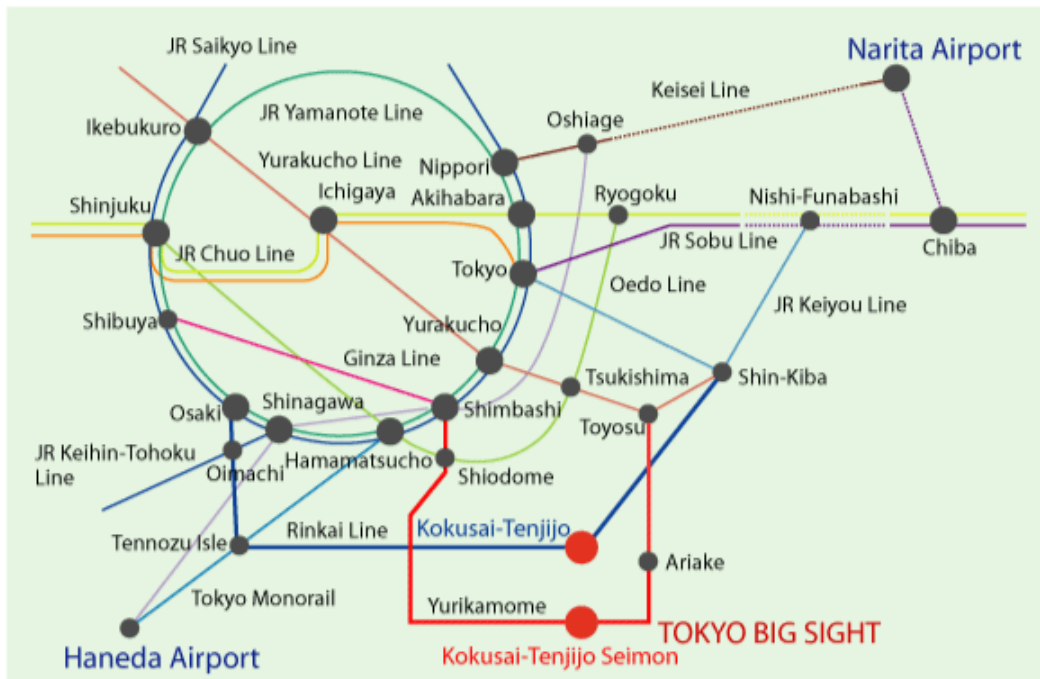 JR Saikyo Line
Narita Airport
Keisei Line
Ikebukuro
JR Yamanote Line
Oshiage
Yurakucho Line
Nippori
Ichigaya
Akihabara
Ryogoku
Nishi-Funabashi
Shinjuku
JR Chuo Line
JR Sobu Line
Chiba
Tokyo
Oedo Line
JR Keiyou Line
Shibuya
Yurakucho
Ginza Line
Tsukishima
Shin-Kiba
Osaki
Shinagawa
Shimbashi
Toyosu
JR Keihin-Tohoku
Line
Oimachi
Hamamatsucho
Shiodome
Tennozu Isle
Rinkai Line
Kokusai-Tenjijo
Ariake
Tokyo Monorail
Yurikamome
TOKYO BIG SIGHT
Haneda Airport
Kokusai-Tenjijo Seimon